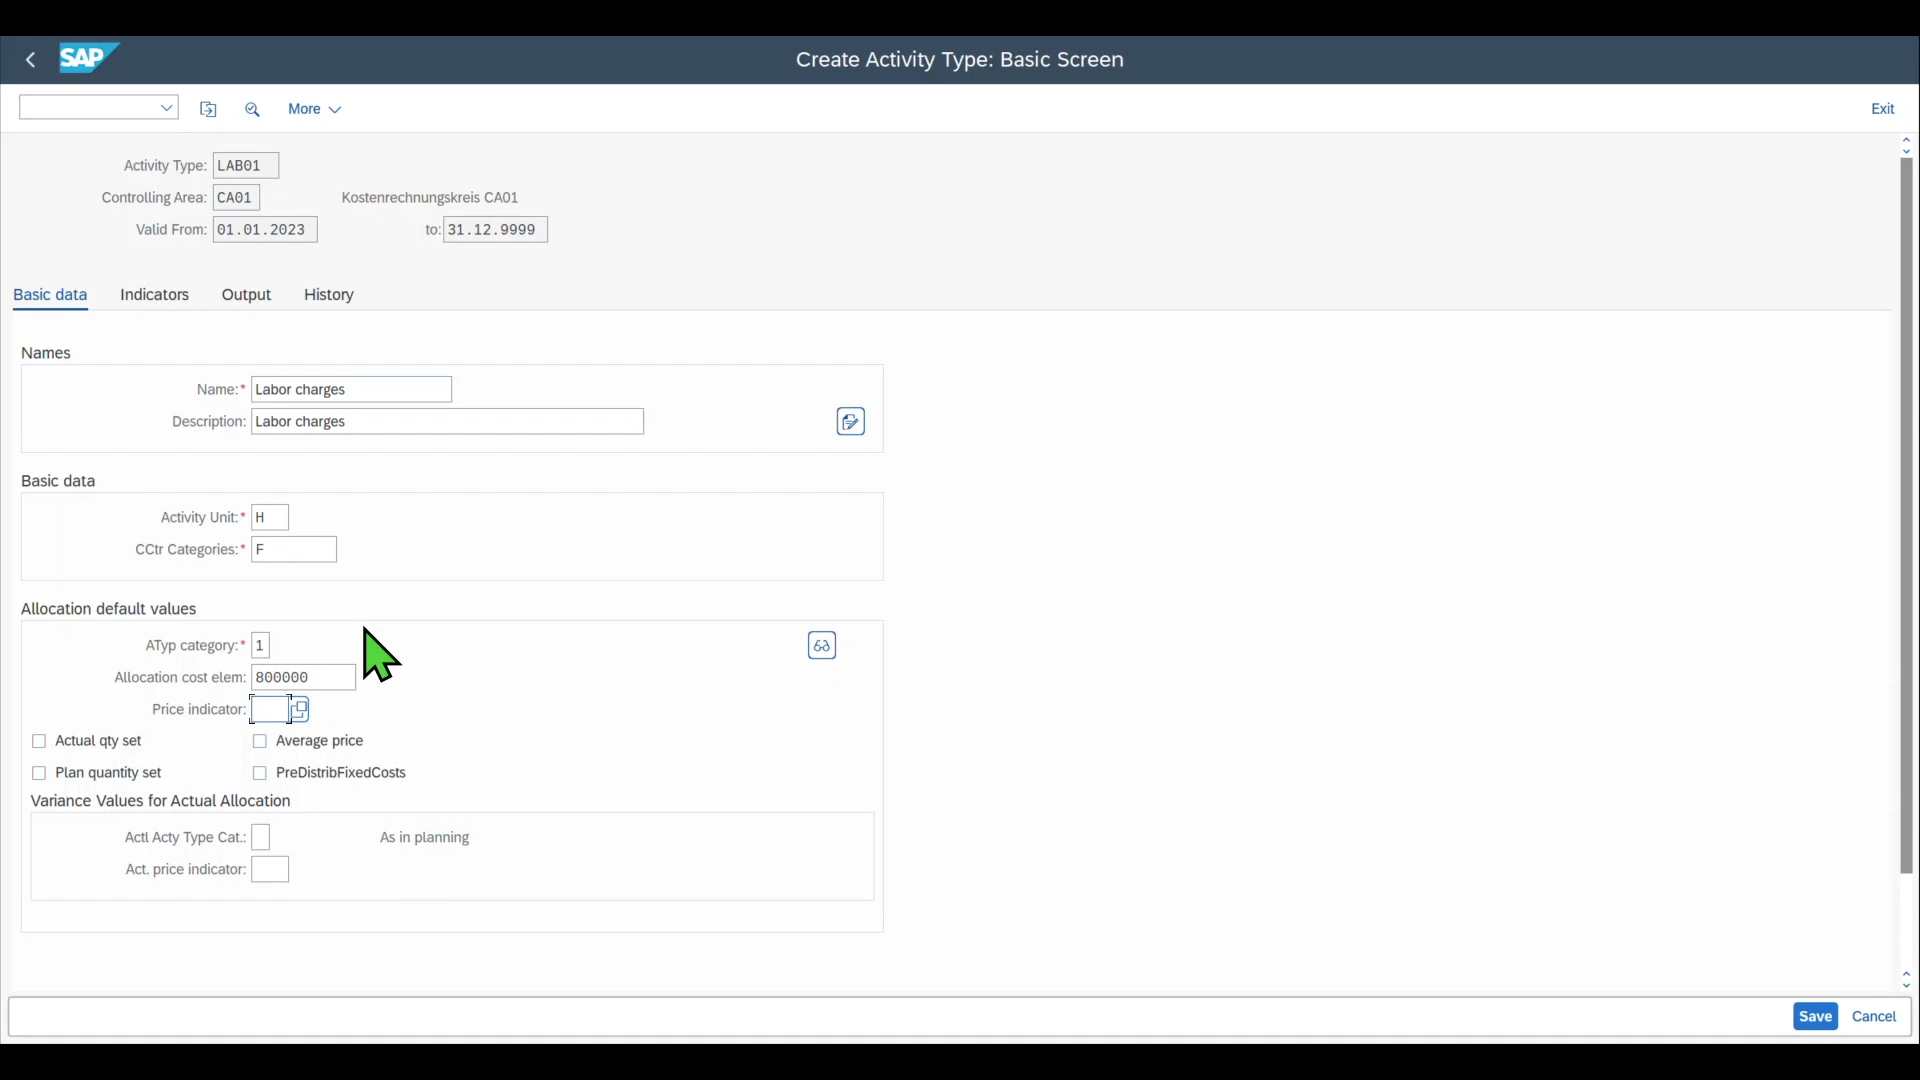 SAP
Create Activity Type: Basic Screen
More
Exit
Activity Type: LAB01
Controlling Area: CA01 Kostenrechnungskreis CA01
Valid From: 01.01.2023 to: 31.12.9999
Basic data Indicators Output History
Names
Name:* Labor charges
Description: Labor charges
Basic data
Activity Unit:* H
CCtr Categories:* F
Allocation default values
ATyp category:* 1
Allocation cost elem: 800000
Price indicator:
Actual qty set Average price
Plan quantity set PreDistribFixedCosts
Variance Values for Actual Allocation
Actl Acty Type Cat.: As in planning
Act. price indicator:
Save Cancel